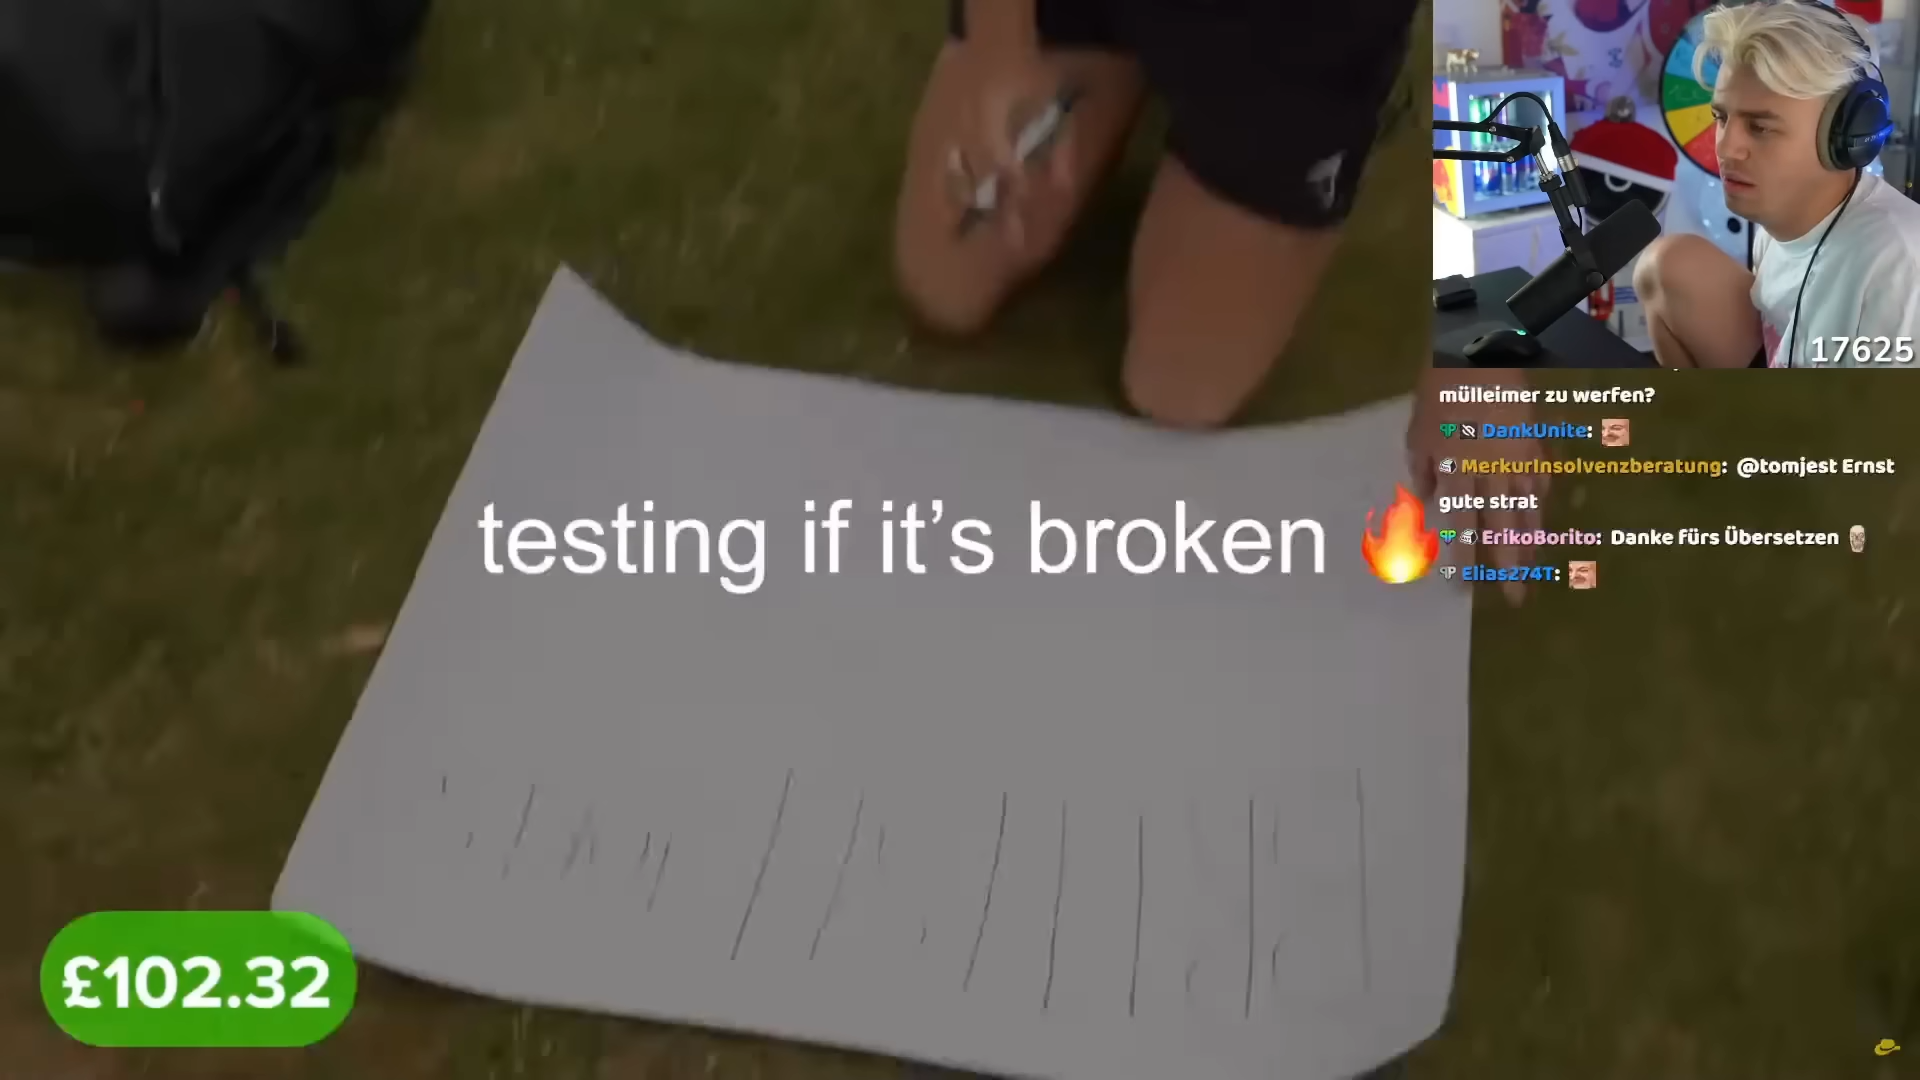 17625
mülleimer zu werfen?
DankUnite:
MerkurInsolvenzberatung: @tomjest Ernst
gute strat
testing if it’s broken 🔥
ErikoBorito: Danke fürs Übersetzen
Elias274T:
£102.32